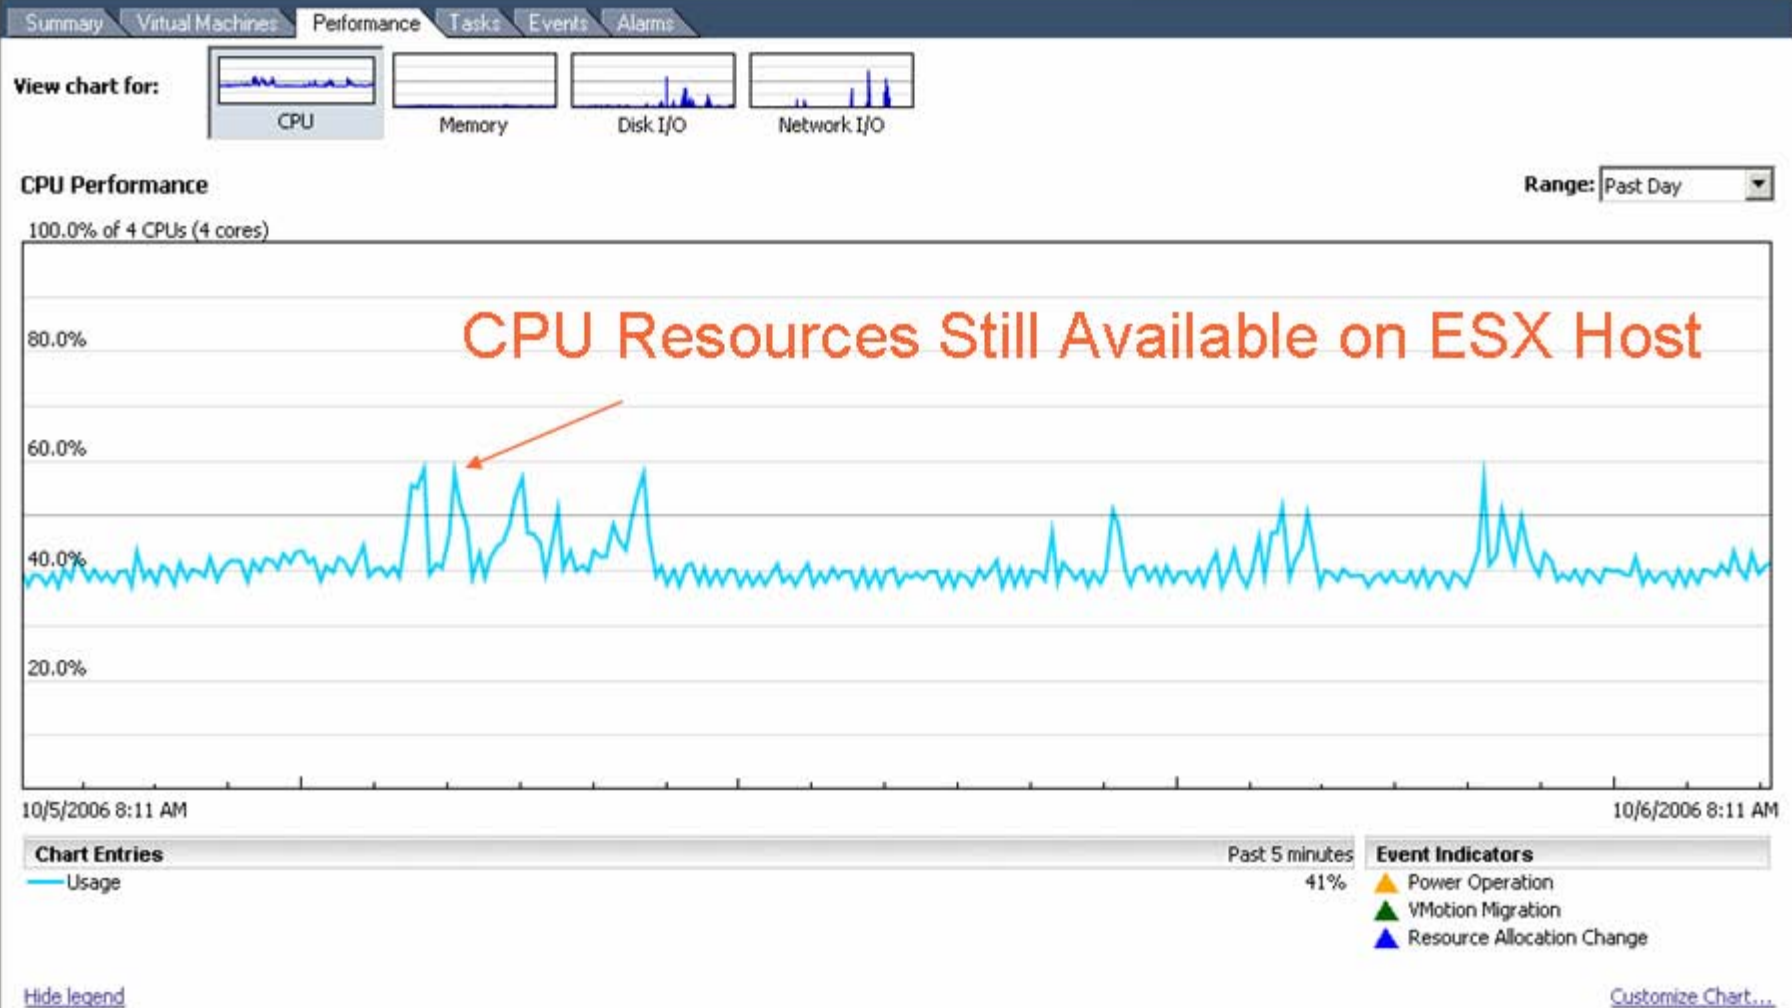 Summary Virtual Machines Performance Tasks Events Alarms
View chart for:
CPU Memory Disk I/O Network I/O
CPU Performance
Range: Past Day
100.0% of 4 CPUs (4 cores)
CPU Resources Still Available on ESX Host
80.0%
60.0%
40.0%
20.0%
10/5/2006 8:11 AM 10/6/2006 8:11 AM
Chart Entries Past 5 minutes Event Indicators
Usage 41% Power Operation
VMotion Migration
Resource Allocation Change
Hide legend Customize Chart...